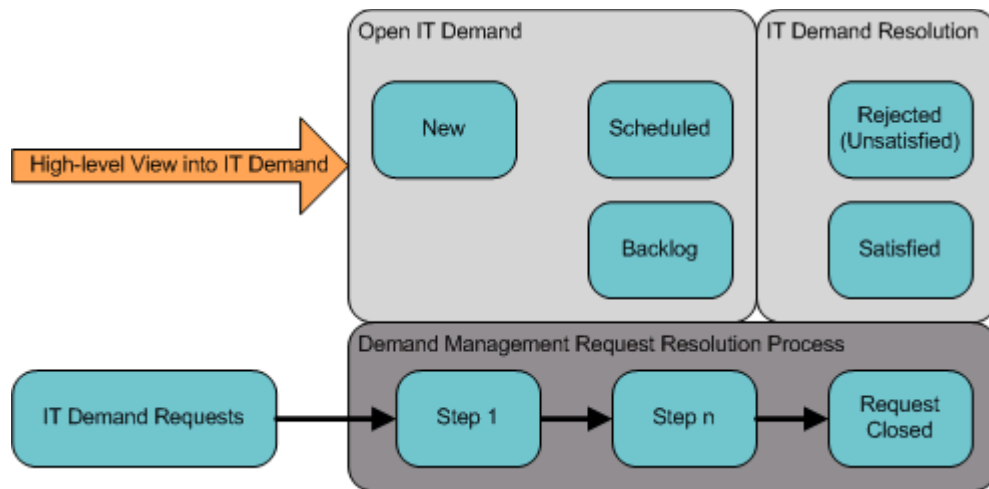 Open IT Demand
IT Demand Resolution
New
Scheduled
Rejected
(Unsatisfied)
High-level View into IT Demand
Backlog
Satisfied
Demand Management Request Resolution Process
IT Demand Requests
Step 1
Step n
Request
Closed